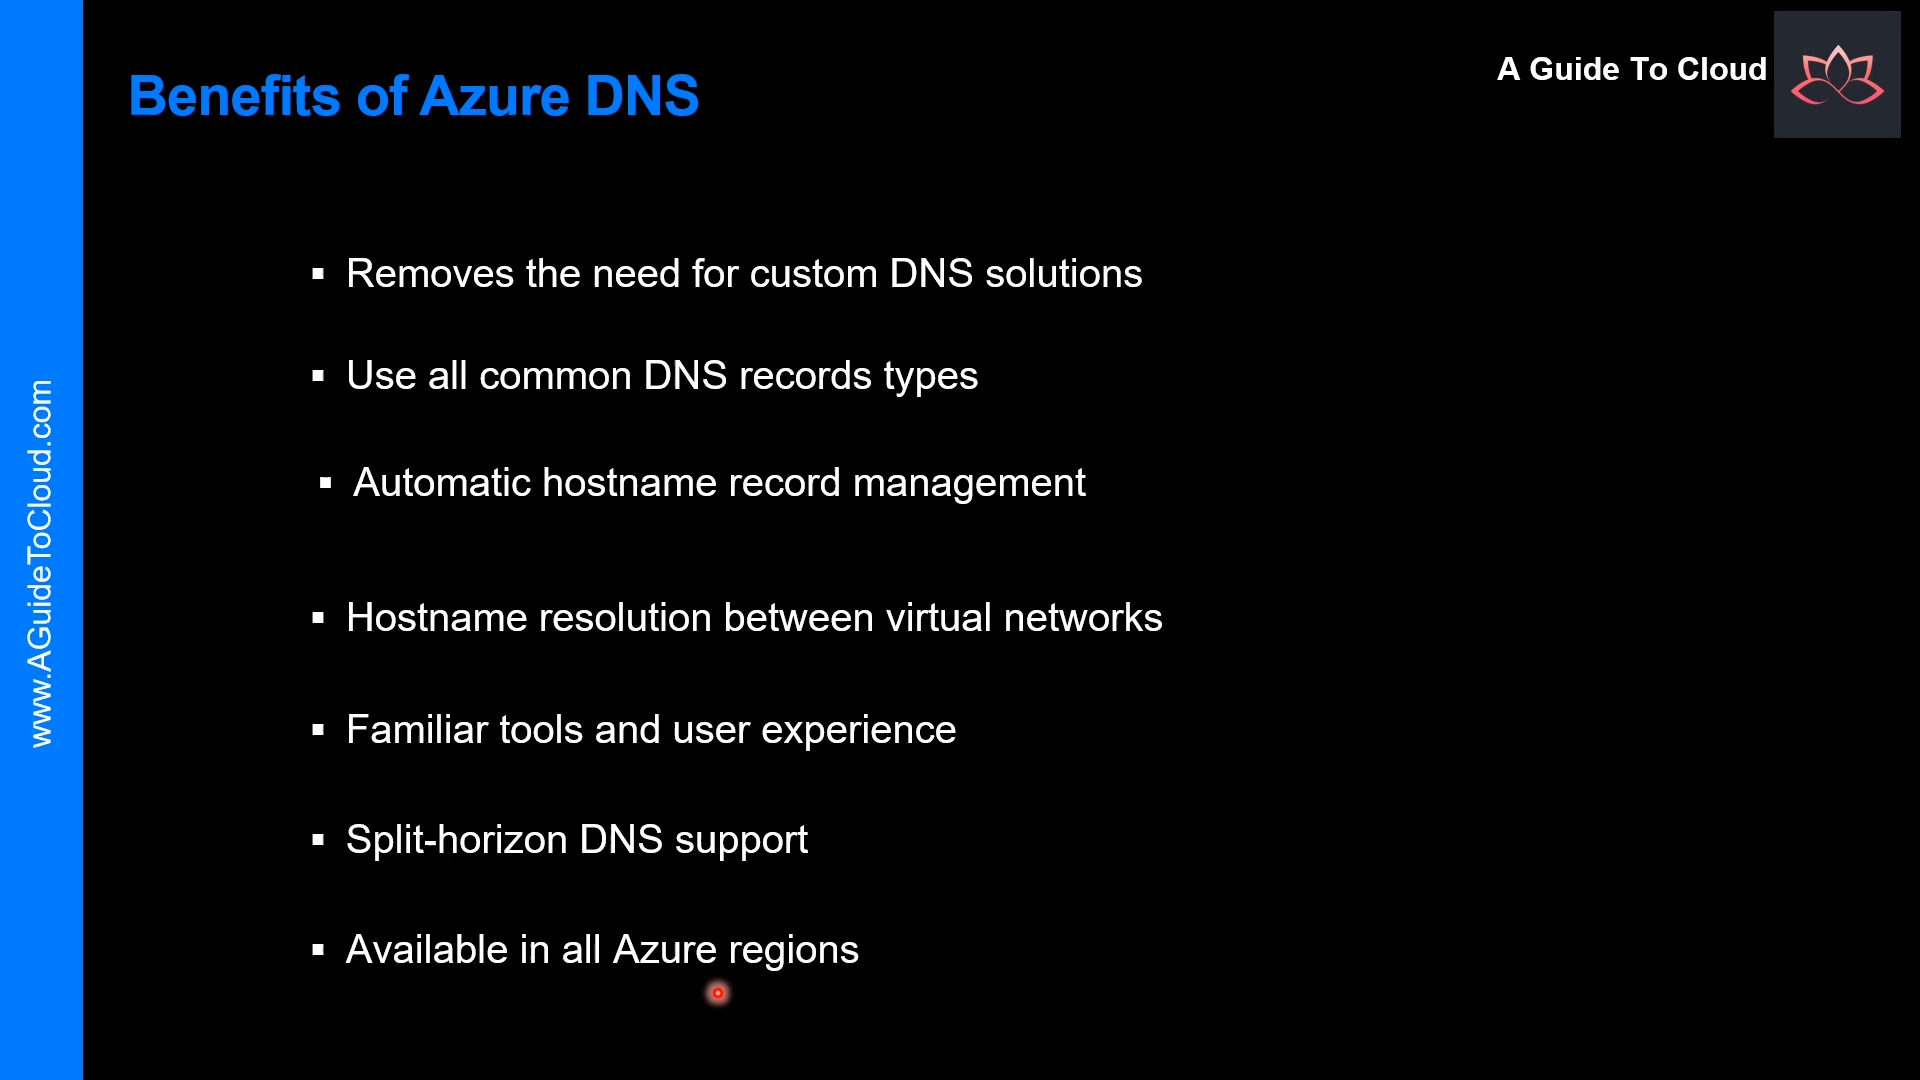 Benefits of Azure DNS
A Guide To Cloud
▪ Removes the need for custom DNS solutions
▪ Use all common DNS records types
▪ Automatic hostname record management
▪ Hostname resolution between virtual networks
▪ Familiar tools and user experience
▪ Split-horizon DNS support
▪ Available in all Azure regions
www.AGuideToCloud.com